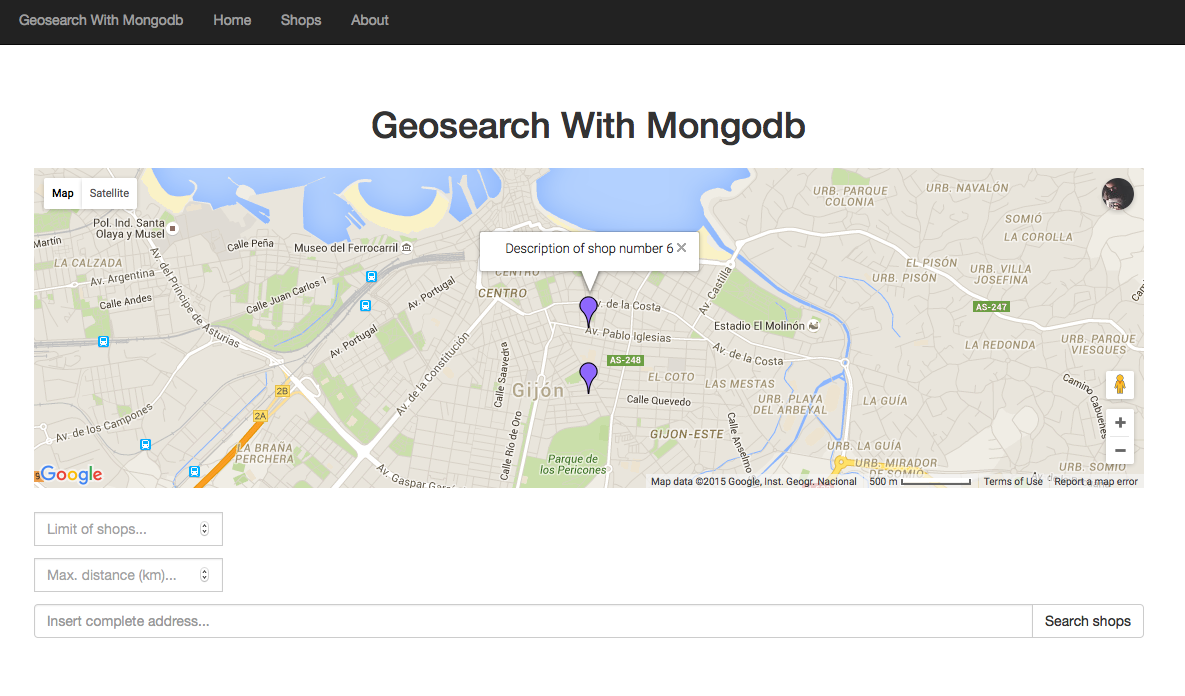 Geosearch With Mongodb
Home
Shops
About
Geosearch With Mongodb
Map
Satellite
URB. PARQUE
COLONIA
URB. NAVALÓN
SOMIÓ
LA COROLLA
Pol. Ind. Santa
Olaya y Musel
Martin
Calle Peña
Museo del Ferrocarril
Description of shop number 6
LA CALZADA
Av. Argentina
Calle Andes
Av. del Príncipe de Asturias
Calle Juan Carlos I
Av. Portugal
Av. Portugal
CENTRO
CENTRO
Av. Castilla
EL PISÓN
URB. PISÓN
URB. VILLA
JOSEFINA
AS-247
v. de la Costa
Av. Pablo Iglesias
Estadio El Molinón
Av. de la Costa
LA REDONDA
URB. PARQUE
VIESQUES
AS-248
Av. de la Constitución
Calle Saavedra
Gijón
EL COTO
LAS MESTAS
Calle Quevedo
URB. PLAYA
DEL ARBEYAL
LA GUÍA
Camino Cabueñes
2B
2A
Av. de los Campones
Calle Río de Oro
GIJON-ESTE
Calle Anselmo
LA BRAÑA
PERCHERA
URB. LA GUÍA
URB. MIRADOR
DE SOMIO
URB. SOMIO
Parque de
los Pericones
Av. Gaspar García
Google
Map data ©2015 Google, Inst. Geogr. Nacional
500 m
Terms of Use
Report a map error
Limit of shops...
Max. distance (km)...
Insert complete address...
Search shops